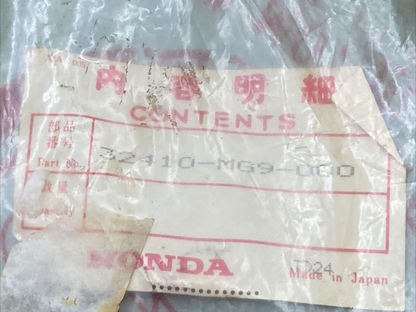 内容明細
CONTENTS
部品
番号
Part No.
32410-MG9-000
数量
Quantity
HONDA
TD24
Made in Japan